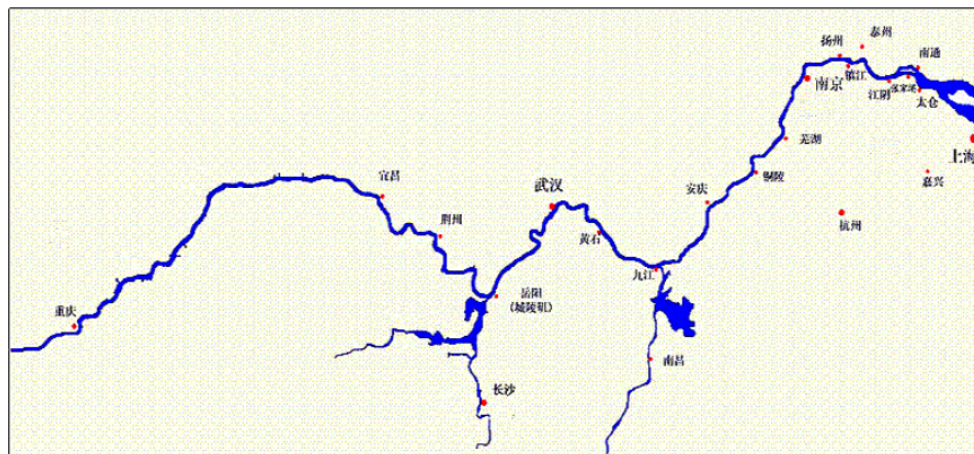 泰州
扬州
南通
镇江
南京
江阴
张家港
太仓
芜湖
上海
铜陵
嘉兴
宜昌
武汉
安庆
荆州
杭州
黄石
九江
岳阳
(城陵矶)
重庆
南昌
长沙